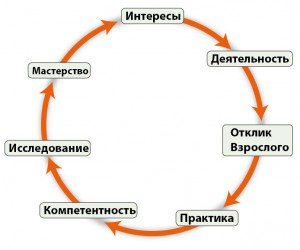 Интересы
Деятельность
Отклик
Взрослого
Практика
Компетентность
Исследование
Мастерство